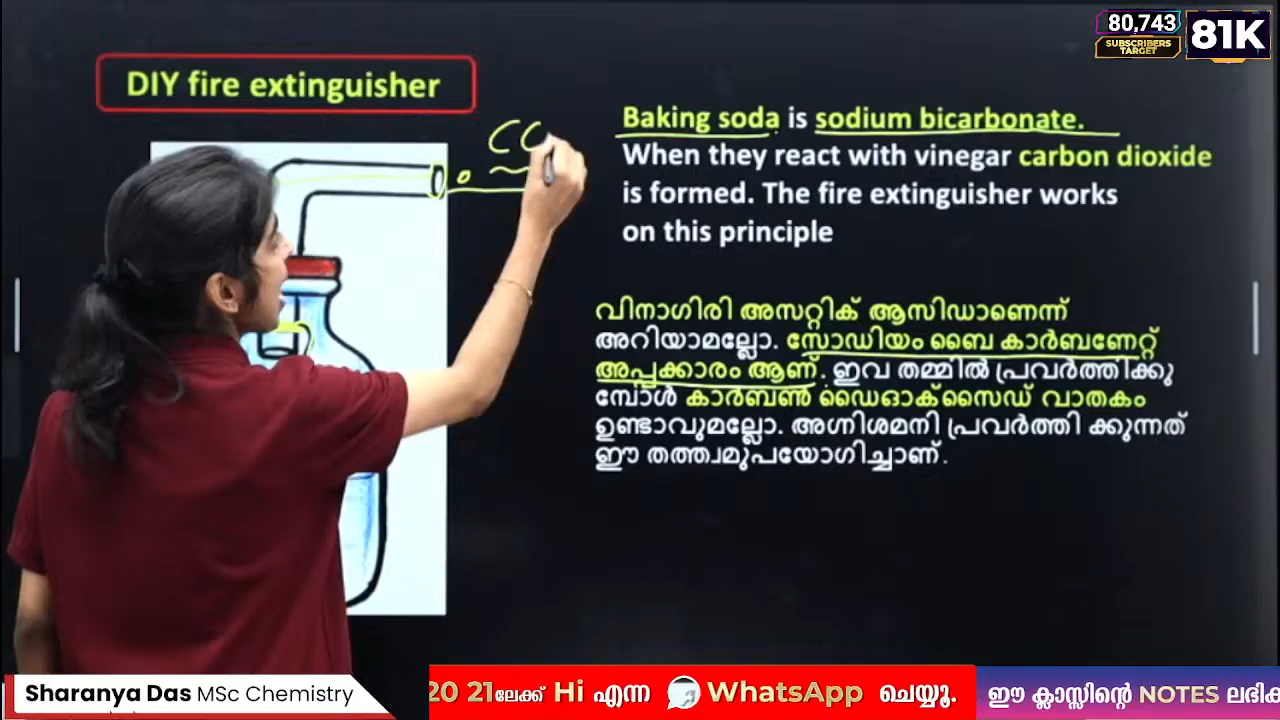 80,743
SUBSCRIBERS
TARGET
81K
DIY fire extinguisher
Baking soda is sodium bicarbonate.
When they react with vinegar carbon dioxide
is formed. The fire extinguisher works
on this principle
വിനാഗിരി അസറ്റിക് ആസിഡാണെന്ന്
അറിയാമല്ലോ. സോഡിയം ബൈ കാർബണേറ്റ്
അപ്പക്കാരം ആണ്. ഇവ തമ്മിൽ പ്രവർത്തിക്കു
മ്പോൾ കാർബൺ ഡൈഓക്സൈഡ് വാതകം
ഉണ്ടാവുമല്ലോ. അഗ്നിശമനി പ്രവർത്തി ക്കുന്നത്
ഈ തത്ത്വമുപയോഗിച്ചാണ്.
Sharanya Das MSc Chemistry
20 21ലേക്ക് Hi എന്ന WhatsApp ചെയ്യൂ.
ഈ ക്ലാസ്സിന്റെ NOTES ലഭിക